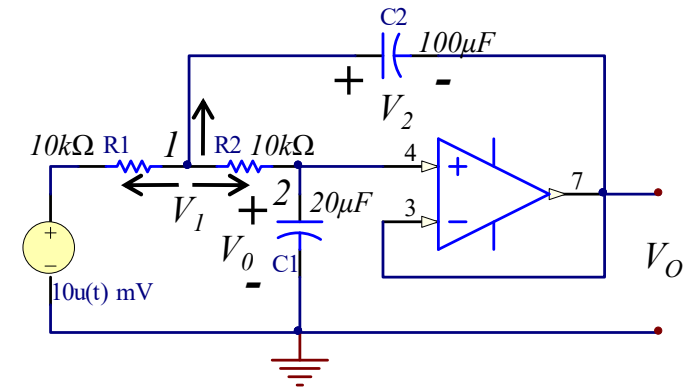 C2
100µF
+ -
V2
10kΩ R1 1 R2 10kΩ
4 +
7
V1
+ 2 20µF
3 −
V0
C1
-
VO
+
−
10u(t) mV